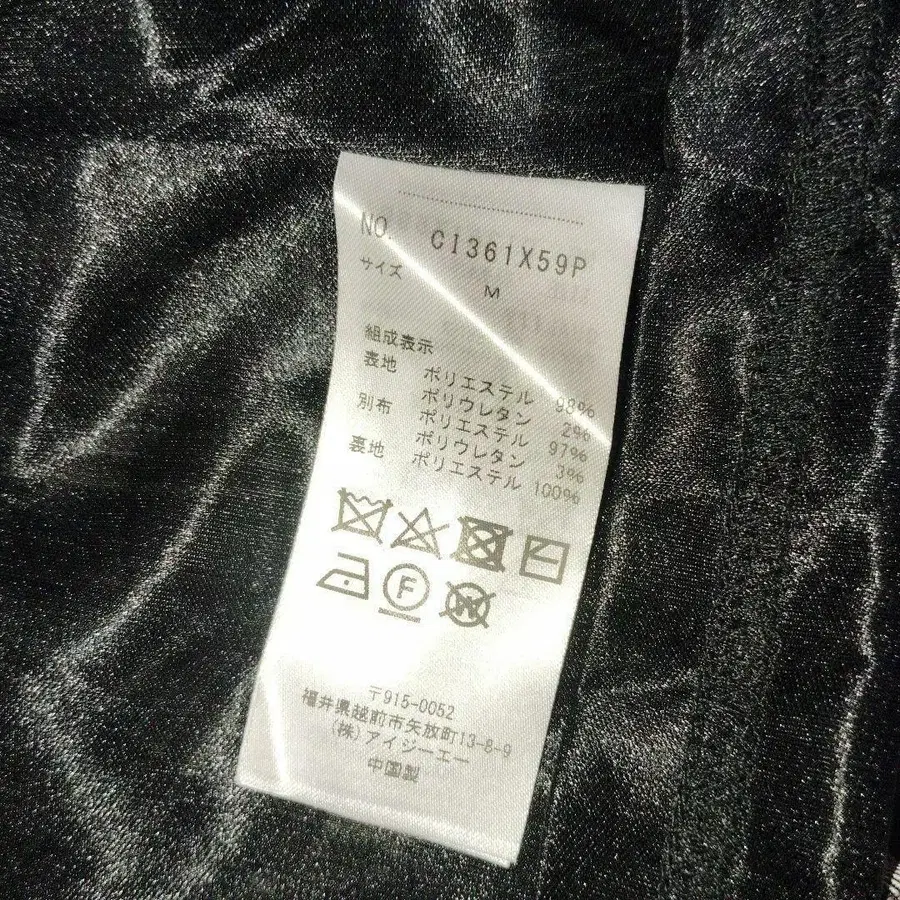 NO. CI361X59P
サイズ
M
組成表示
表地 ポリエステル 98%
ポリウレタン 2%
別布 ポリエステル 97%
ポリウレタン 3%
裏地 ポリエステル 100%
F
W
〒915-0052
福井県越前市矢放町13-8-9
(株)アイジーエー
中国製